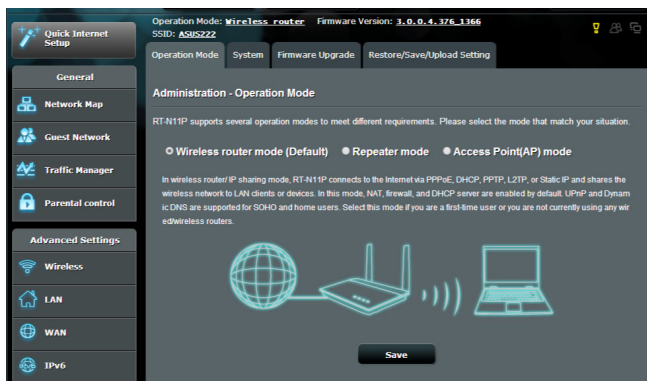 Quick Internet
Setup
Operation Mode: Wireless router Firmware Version: 3.0.0.4.376_1366
SSID: ASUS222
Operation Mode System Firmware Upgrade Restore/Save/Upload Setting
General
Network Map
Guest Network
Traffic Manager
Parental control
Advanced Settings
Wireless
LAN
WAN
IPv6
Administration - Operation Mode
RT-N11P supports several operation modes to meet different requirements. Please select the mode that match your situation.
Wireless router mode (Default) Repeater mode Access Point(AP) mode
In wireless router/ IP sharing mode, RT-N11P connects to the Internet via PPPoE, DHCP, PPTP, L2TP, or Static IP and shares the
wireless network to LAN clients or devices. In this mode, NAT, firewall, and DHCP server are enabled by default. UPnP and Dynam
ic DNS are supported for SOHO and home users. Select this mode if you are a first-time user or you are not currently using any wir
ed/wireless routers.
Save